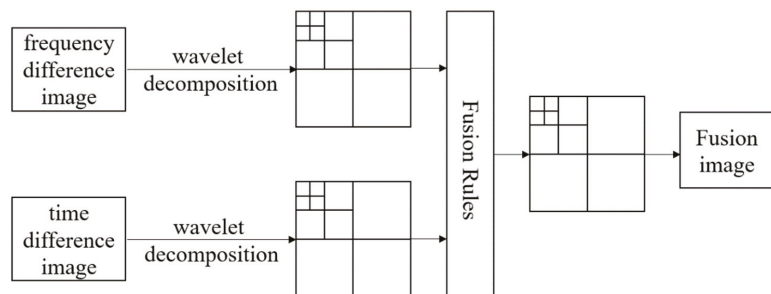 frequency
difference
image
wavelet
decomposition
time
difference
image
wavelet
decomposition
Fusion Rules
Fusion
image